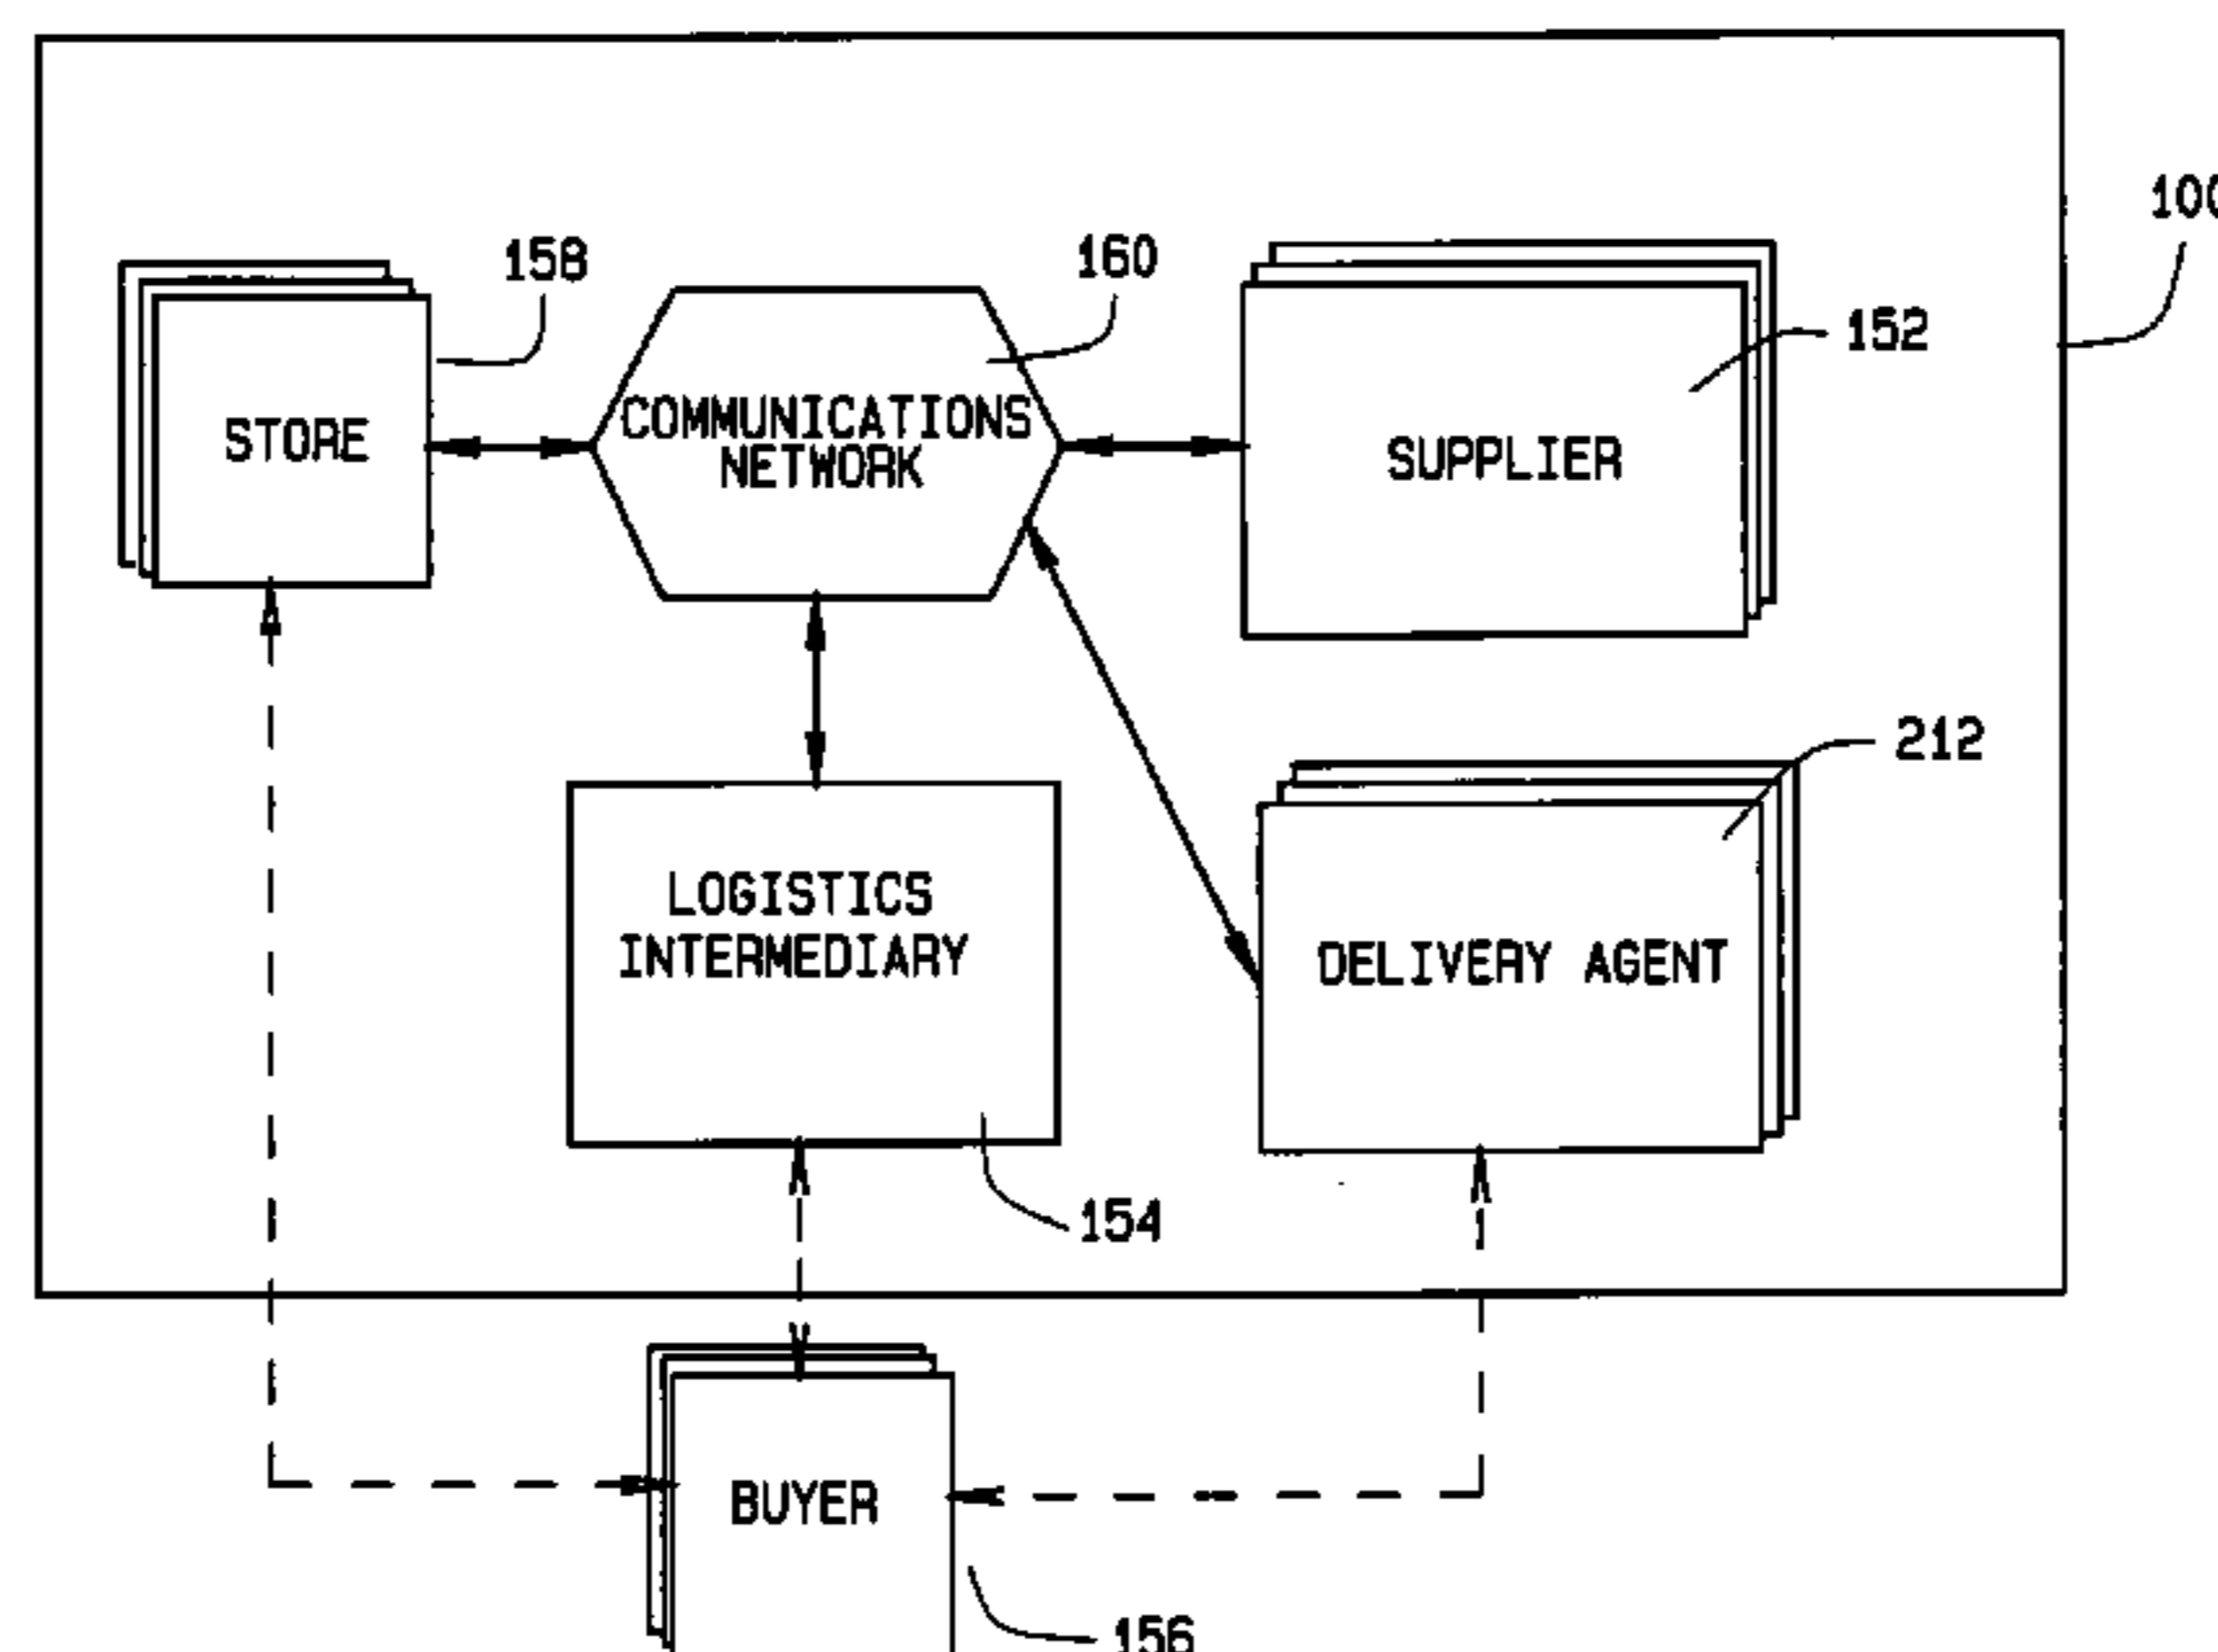 100
158
160
152
STORE
COMMUNICATIONS
NETWORK
SUPPLIER
212
LOGISTICS
INTERMEDIARY
DELIVERY AGENT
154
BUYER
156